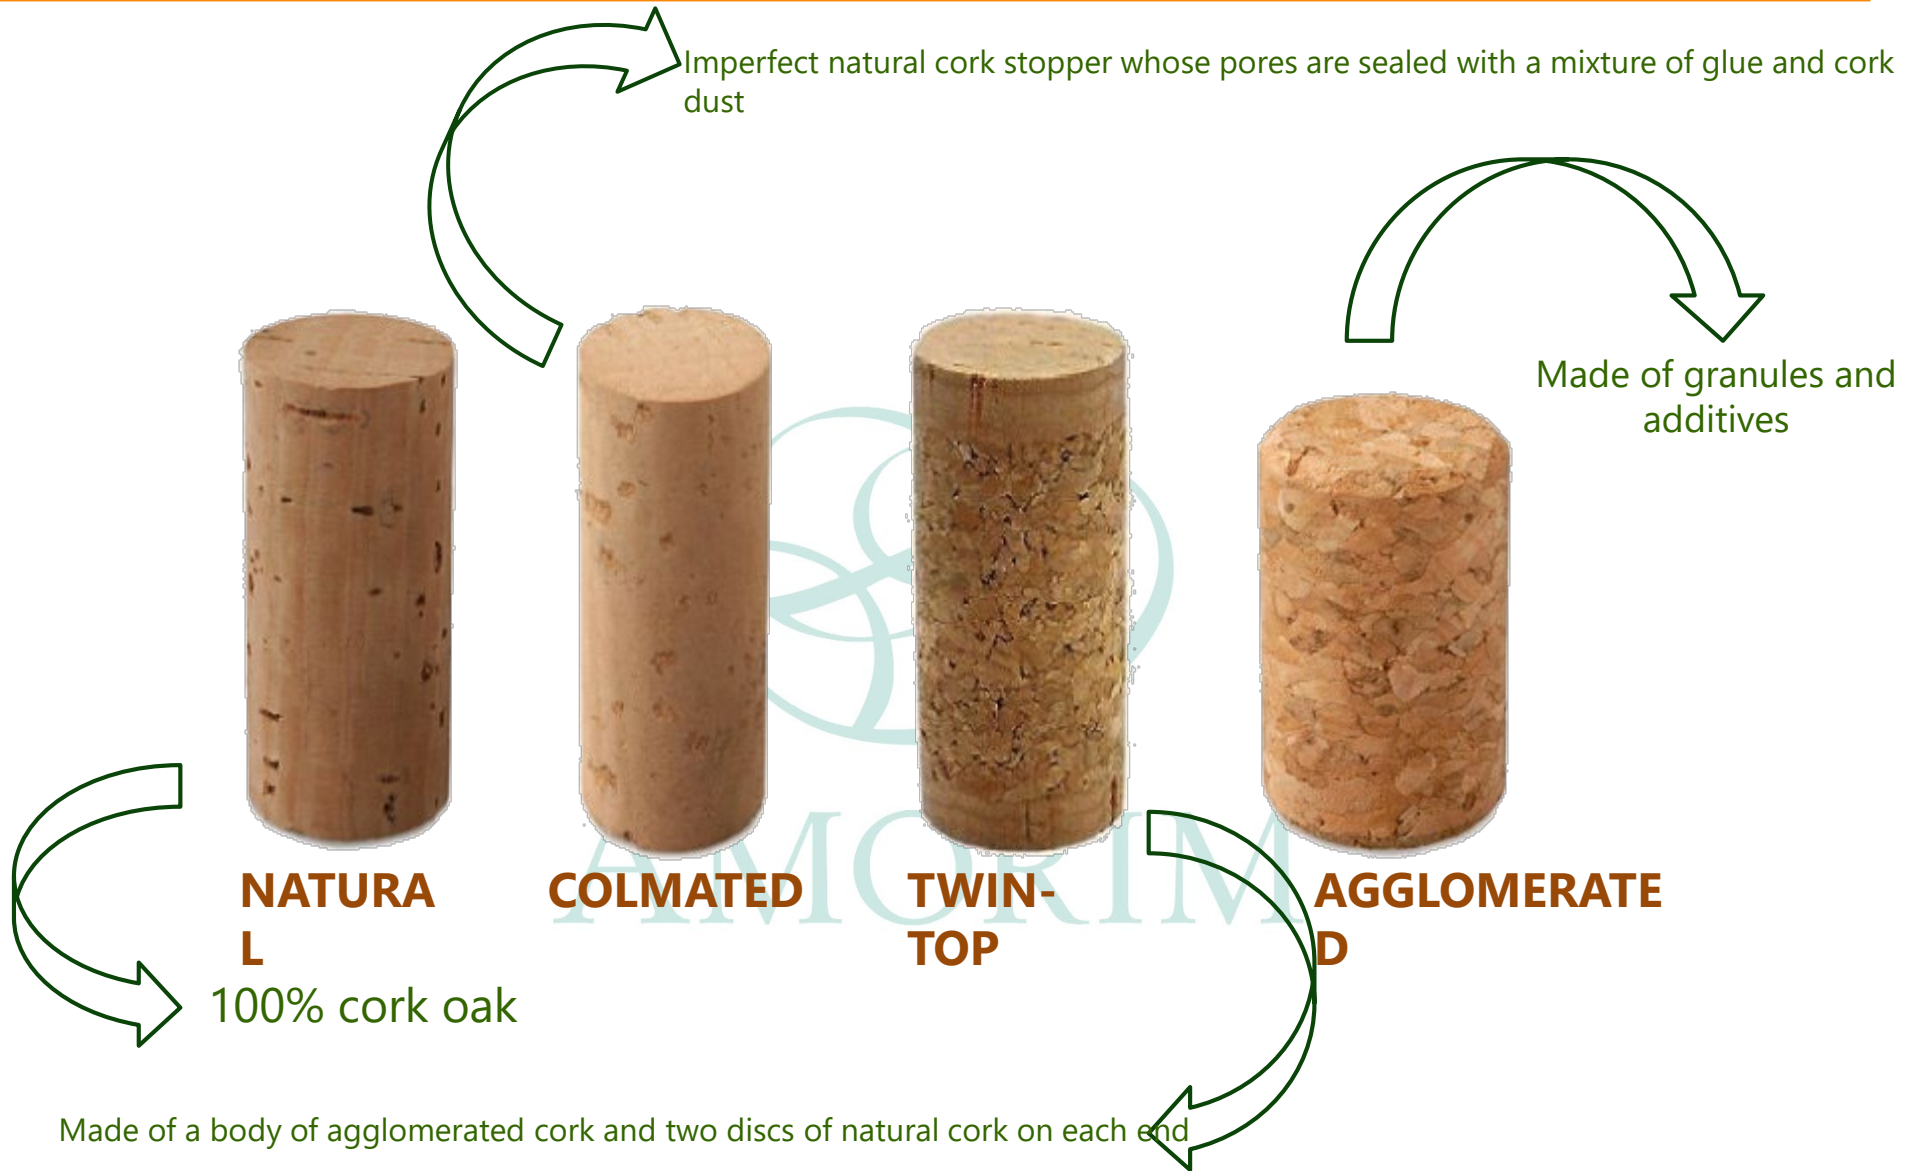 Imperfect natural cork stopper whose pores are sealed with a mixture of glue and cork
dust
Made of granules and
additives
NATURA
L
COLMATED
TWIN-
TOP
AGGLOMERATE
D
AMORIM
100% cork oak
Made of a body of agglomerated cork and two discs of natural cork on each end